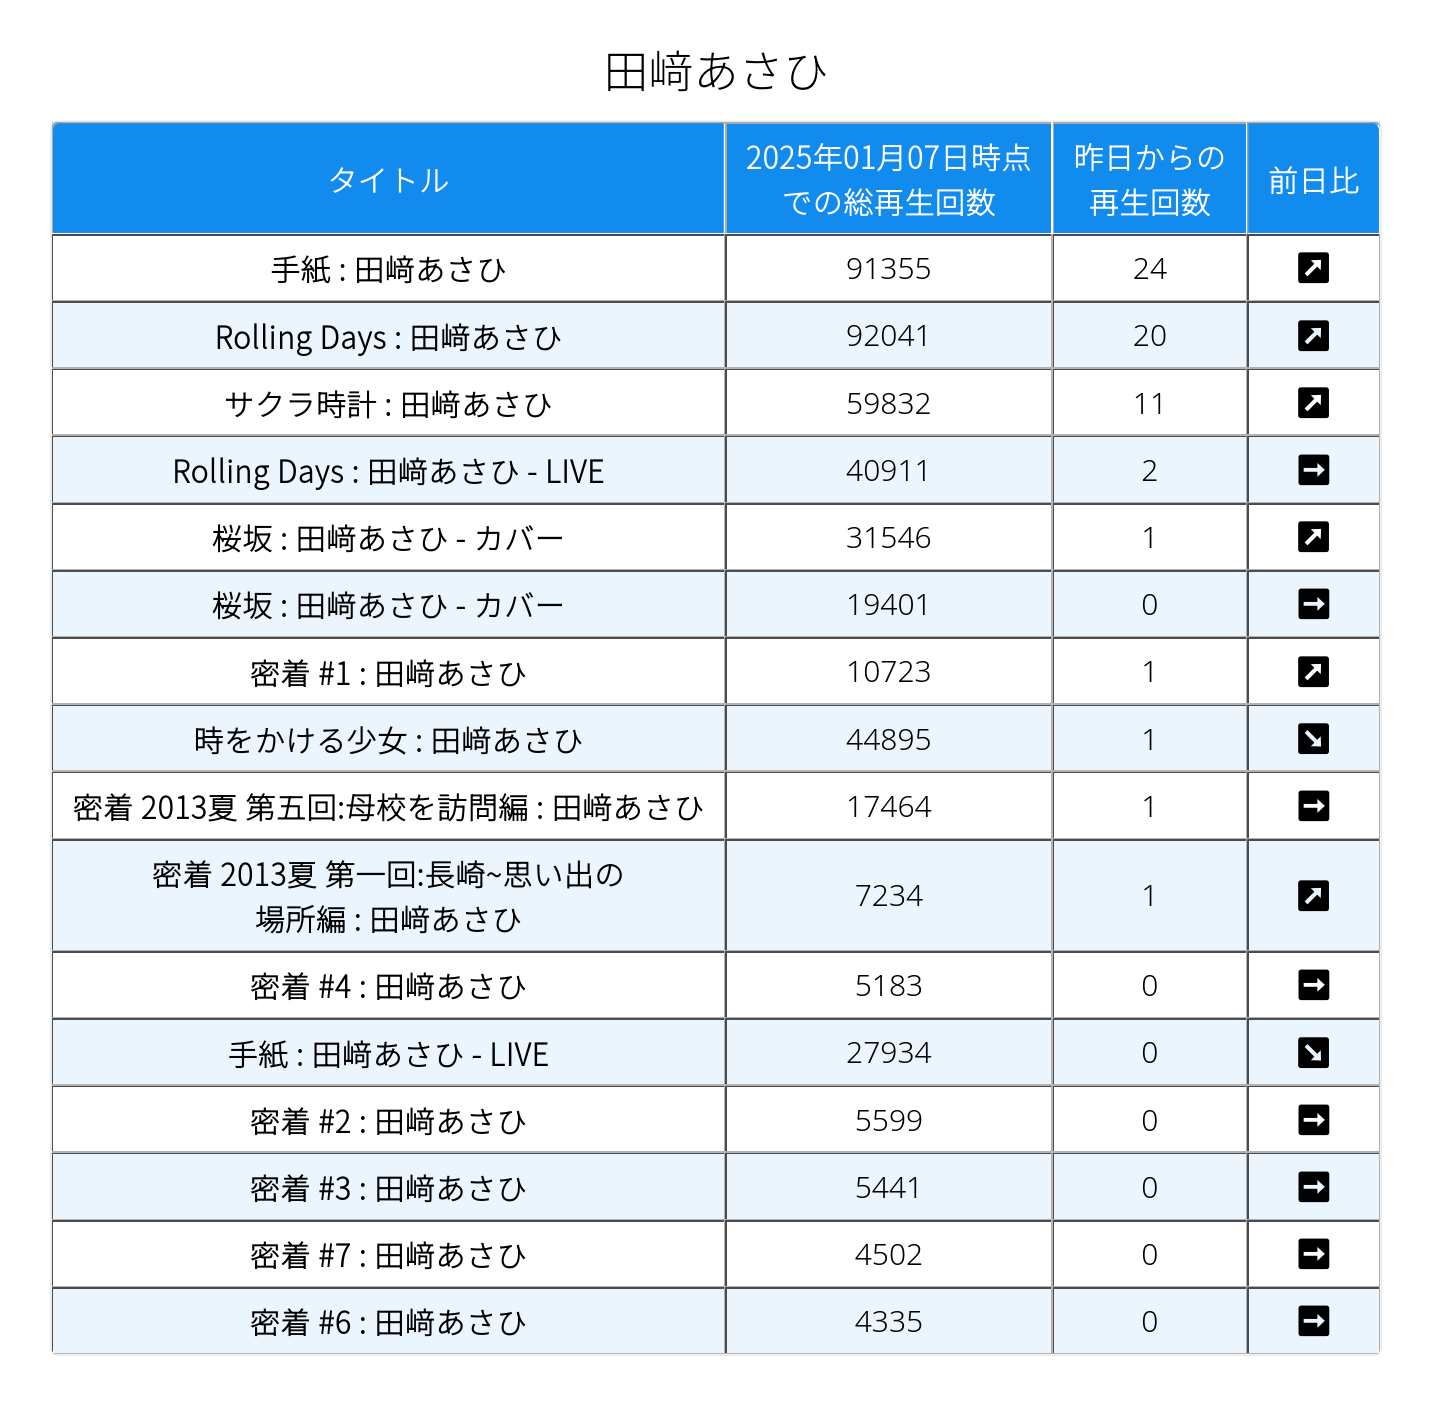 田﨑あさひ
タイトル
2025年01月07日時点
での総再生回数
昨日からの
再生回数
前日比
手紙 : 田﨑あさひ 91355 24 ↗
Rolling Days : 田﨑あさひ 92041 20 ↗
サクラ時計 : 田﨑あさひ 59832 11 ↗
Rolling Days : 田﨑あさひ - LIVE 40911 2 →
桜坂 : 田﨑あさひ - カバー 31546 1 ↗
桜坂 : 田﨑あさひ - カバー 19401 0 →
密着 #1 : 田﨑あさひ 10723 1 ↗
時をかける少女 : 田﨑あさひ 44895 1 ↘
密着 2013夏 第五回:母校を訪問編 : 田﨑あさひ 17464 1 →
密着 2013夏 第一回:長崎~思い出の
場所編 : 田﨑あさひ 7234 1 ↗
密着 #4 : 田﨑あさひ 5183 0 →
手紙 : 田﨑あさひ - LIVE 27934 0 ↘
密着 #2 : 田﨑あさひ 5599 0 →
密着 #3 : 田﨑あさひ 5441 0 →
密着 #7 : 田﨑あさひ 4502 0 →
密着 #6 : 田﨑あさひ 4335 0 →